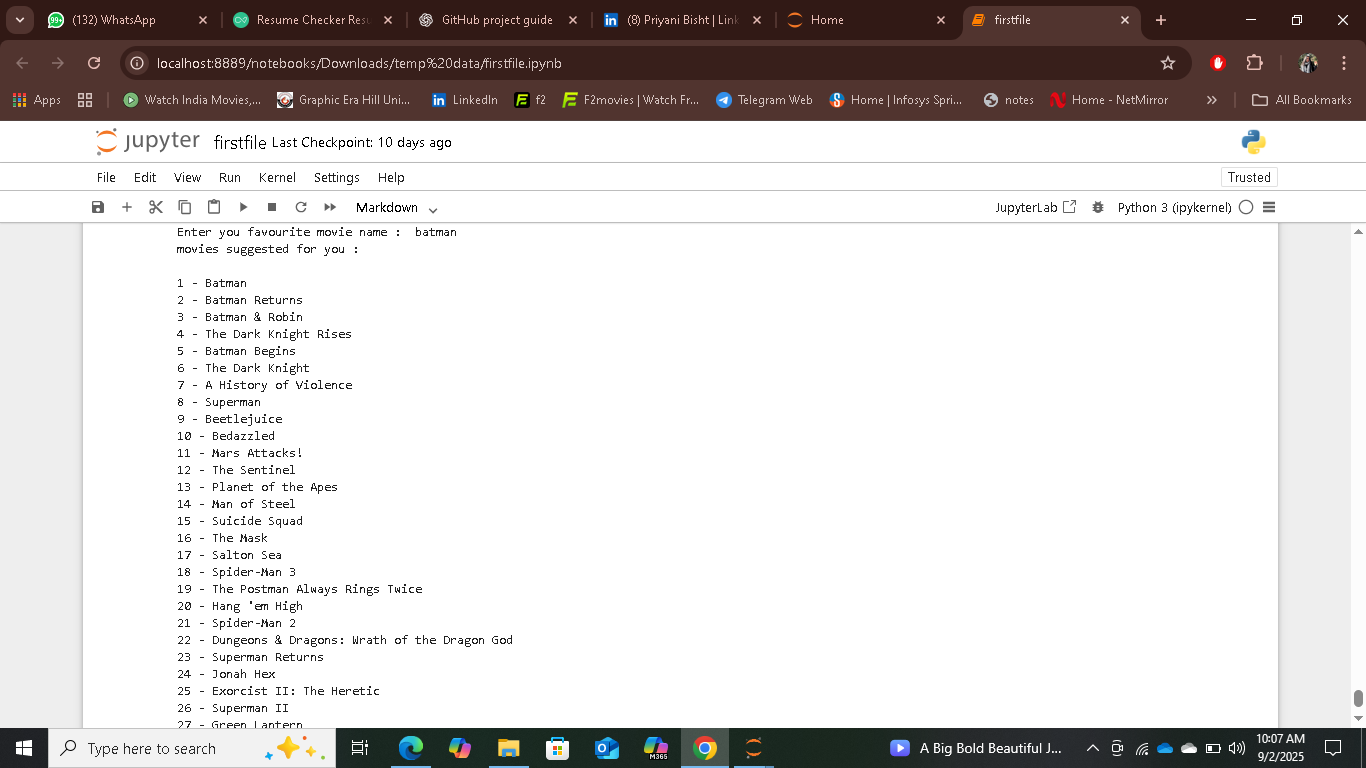 (132) WhatsApp
Resume Checker Resu
GitHub project guide
(8) Priyani Bisht | Link
Home
firstfile
localhost:8889/notebooks/Downloads/temp%20data/firstfile.ipynb
Apps
Watch India Movies,...
Graphic Era Hill Uni...
LinkedIn
f2
F2movies | Watch Fr...
Telegram Web
Home | Infosys Spri...
notes
Home - NetMirror
All Bookmarks
jupyter firstfile Last Checkpoint: 10 days ago
File Edit View Run Kernel Settings Help
Trusted
Markdown
JupyterLab
Python 3 (ipykernel)
Enter you favourite movie name :  batman
movies suggested for you :
1 - Batman
2 - Batman Returns
3 - Batman & Robin
4 - The Dark Knight Rises
5 - Batman Begins
6 - The Dark Knight
7 - A History of Violence
8 - Superman
9 - Beetlejuice
10 - Bedazzled
11 - Mars Attacks!
12 - The Sentinel
13 - Planet of the Apes
14 - Man of Steel
15 - Suicide Squad
16 - The Mask
17 - Salton Sea
18 - Spider-Man 3
19 - The Postman Always Rings Twice
20 - Hang 'em High
21 - Spider-Man 2
22 - Dungeons & Dragons: Wrath of the Dragon God
23 - Superman Returns
24 - Jonah Hex
25 - Exorcist II: The Heretic
26 - Superman II
27 - Green Lantern
Type here to search
M365
A Big Bold Beautiful J...
10:07 AM
9/2/2025